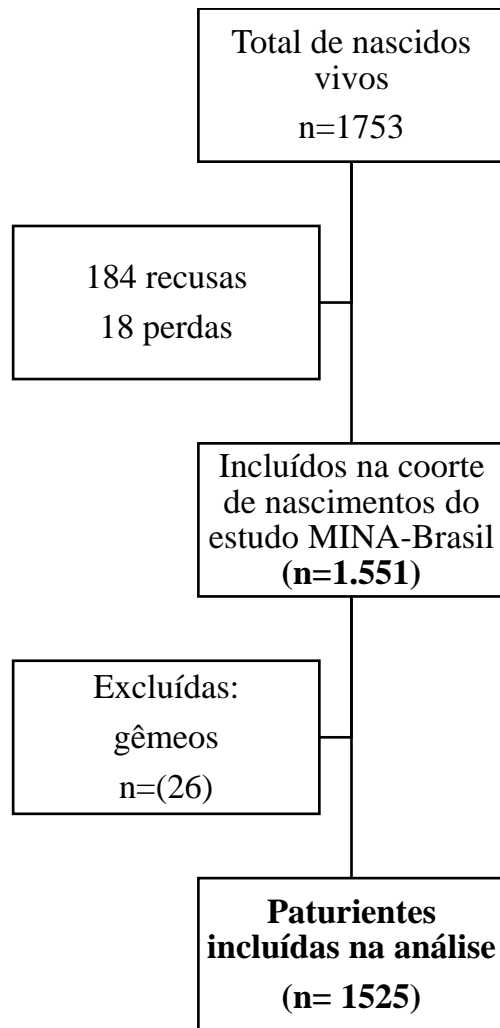 Total de nascidos
vivos
n=1753
184 recusas
18 perdas
Incluídos na coorte
de nascimentos do
estudo MINA-Brasil
(n=1.551)
Excluídas:
gêmeos
n=(26)
Paturientes
incluídas na análise
(n= 1525)